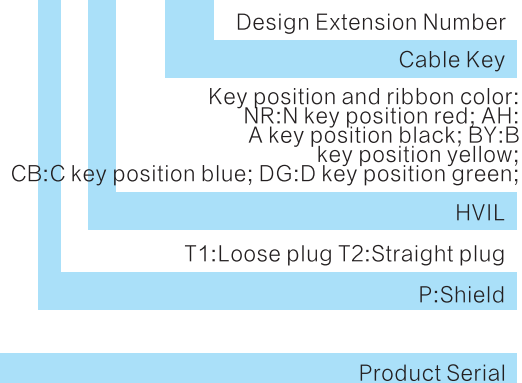 Design Extension Number
Cable Key
Key position and ribbon color:
NR:N key position red; AH:
A key position black; BY:B
key position yellow;
CB:C key position blue; DG:D key position green;
HVIL
T1:Loose plug T2:Straight plug
P:Shield
Product Serial